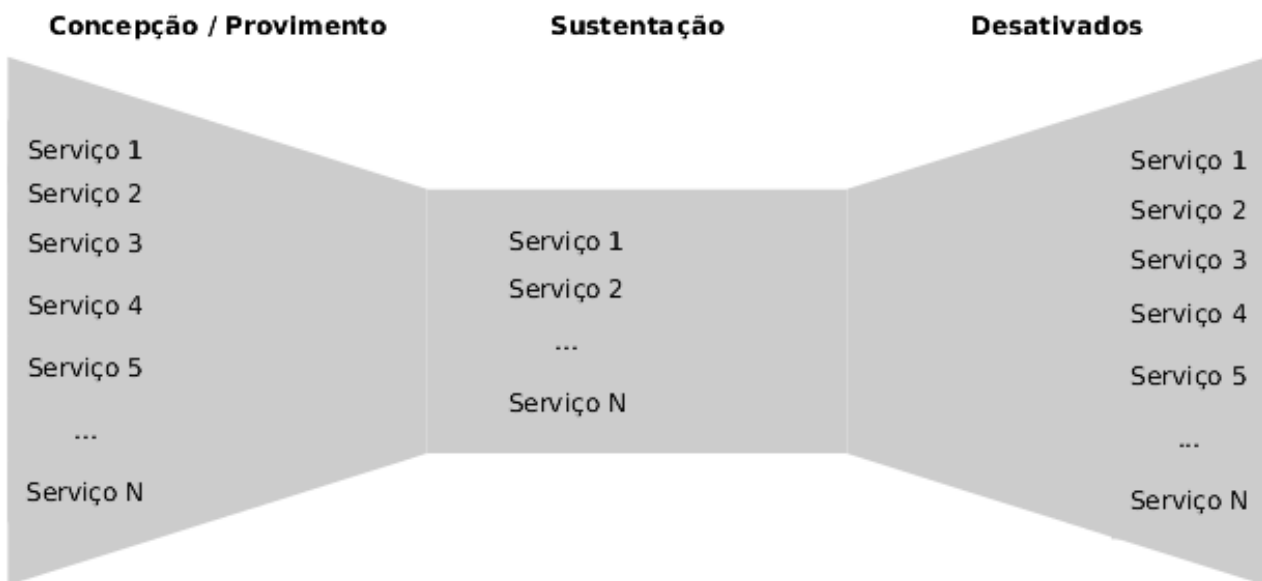 Concepção / Provimento
Sustentação
Desativados
Serviço 1
Serviço 2
Serviço 3
Serviço 4
Serviço 5
...
Serviço N
Serviço 1
Serviço 2
...
Serviço N
Serviço 1
Serviço 2
Serviço 3
Serviço 4
Serviço 5
...
Serviço N